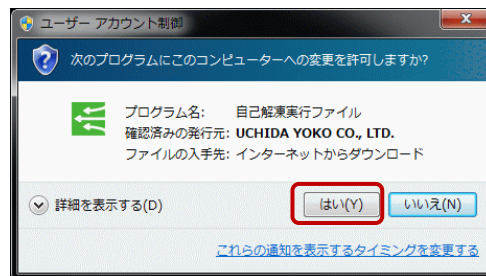 ユーザー アカウント制御
次のプログラムにこのコンピューターへの変更を許可しますか?
プログラム名: 自己解凍実行ファイル
確認済みの発行元: UCHIDA YOKO CO., LTD.
ファイルの入手先: インターネットからダウンロード
詳細を表示する(D) はい(Y) いいえ(N)
これらの通知を表示するタイミングを変更する